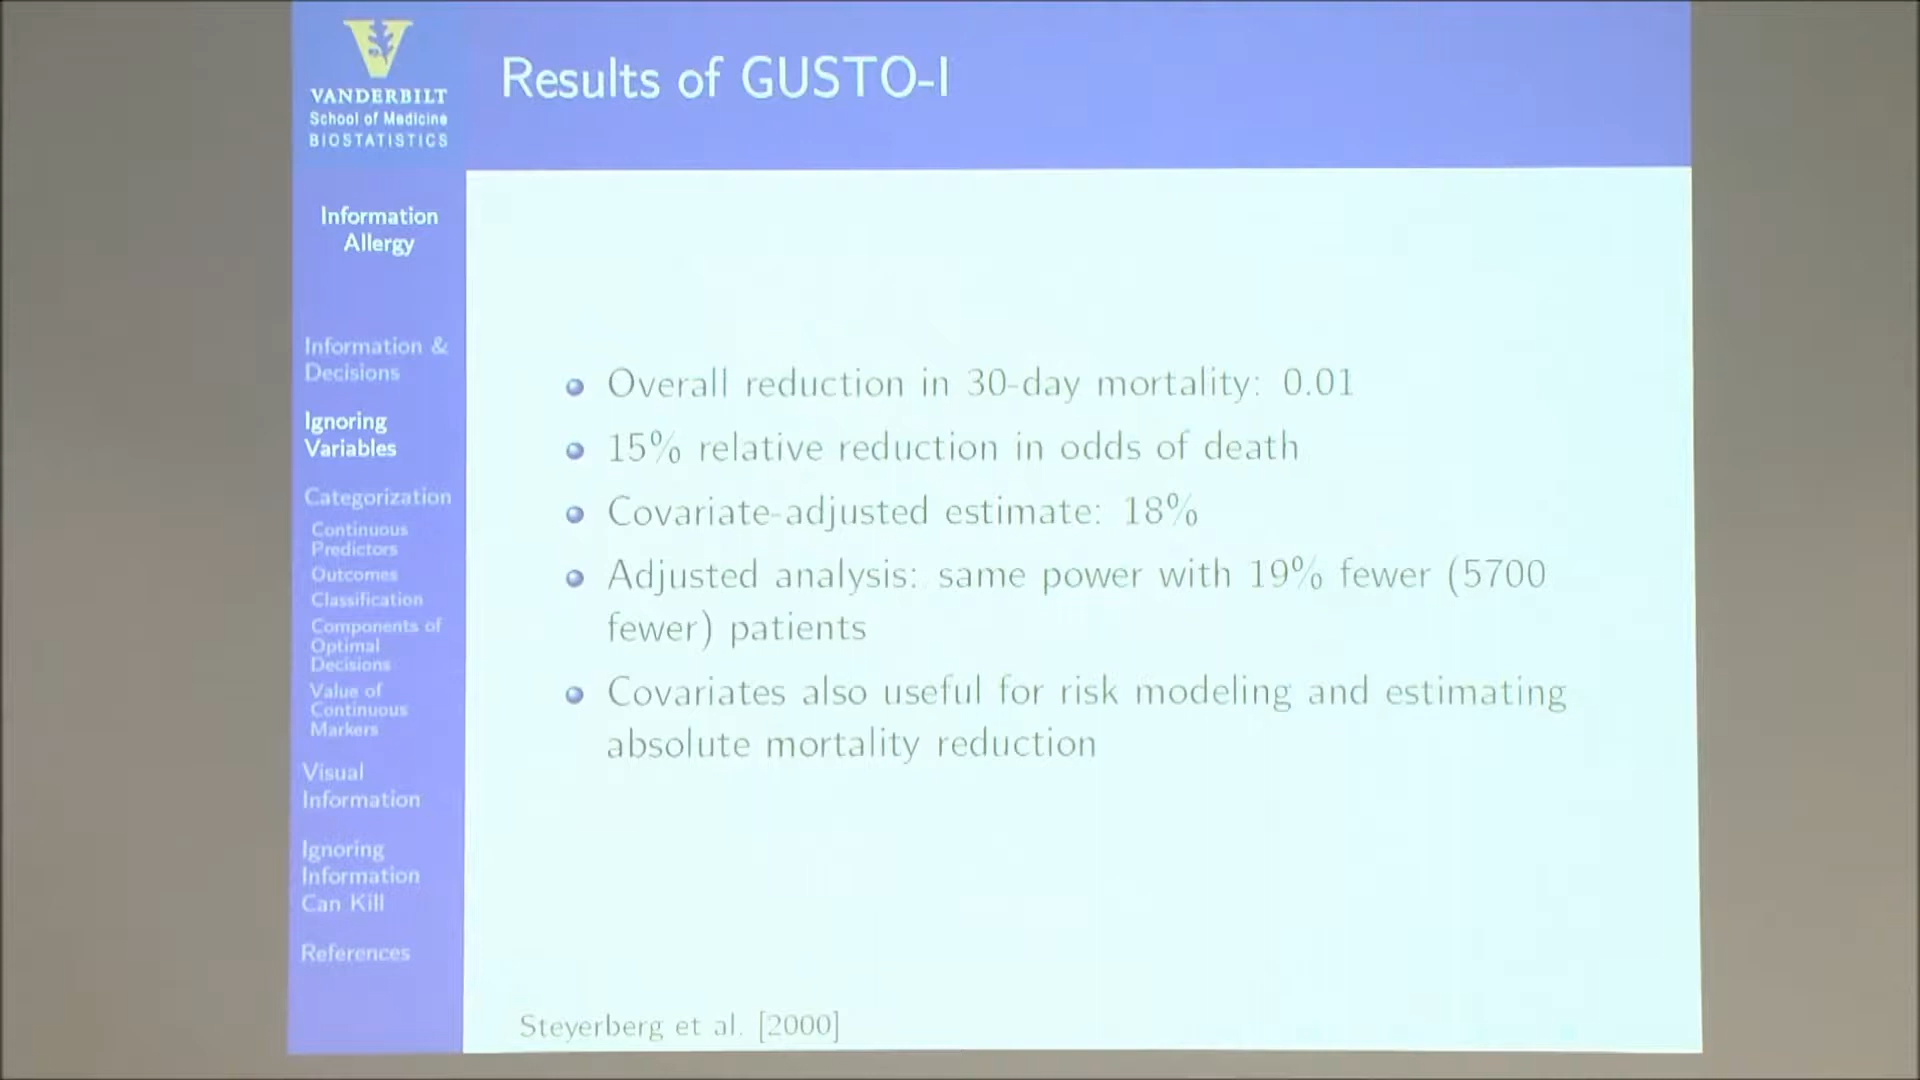 VANDERBILT
School of Medicine
BIOSTATISTICS
Results of GUSTO-I
Information
Allergy
Information &
Decisions
Ignoring
Variables
Categorization
Continuous
Predictors
Outcomes
Classification
Components of
Optimal
Decisions
Value of
Continuous
Markers
Visual
Information
Ignoring
Information
Can Kill
References
Overall reduction in 30-day mortality: 0.01
15% relative reduction in odds of death
Covariate-adjusted estimate: 18%
Adjusted analysis: same power with 19% fewer (5700
fewer) patients
Covariates also useful for risk modeling and estimating
absolute mortality reduction
Steyerberg et al. [2000]